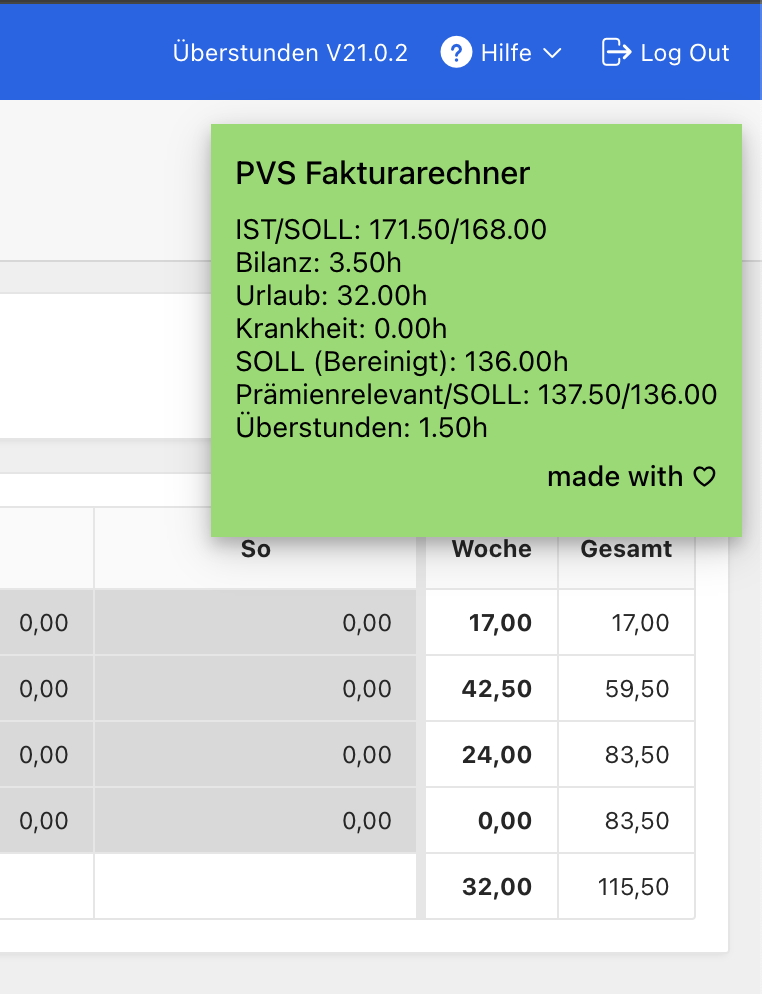 Überstunden V21.0.2 ? Hilfe Log Out
PVS Fakturarechner
IST/SOLL: 171.50/168.00
Bilanz: 3.50h
Urlaub: 32.00h
Krankheit: 0.00h
SOLL (Bereinigt): 136.00h
Prämienrelevant/SOLL: 137.50/136.00
Überstunden: 1.50h
made with ♡
So Woche Gesamt
0,00 0,00 17,00 17,00
0,00 0,00 42,50 59,50
0,00 0,00 24,00 83,50
0,00 0,00 0,00 83,50
32,00 115,50